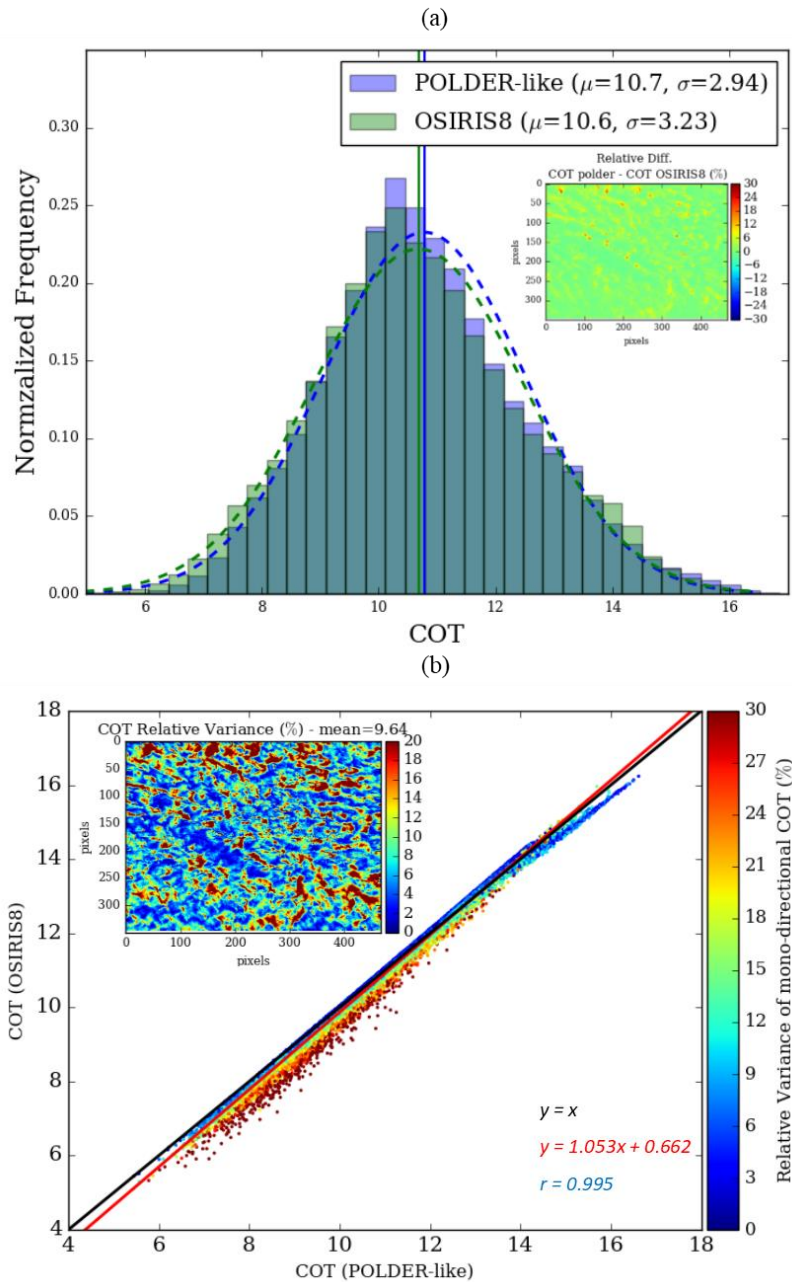 (a)
POLDER-like (μ=10.7, σ=2.94)
OSIRIS8 (μ=10.6, σ=3.23)
Relative Diff.
COT polder - COT OSIRIS8 (%)
0
50
100
150
200
250
300
pixels
0 100 200 300 400
pixels
30
24
18
12
6
0
−6
−12
−18
−24
−30
Normzalized Frequency
0.30
0.25
0.20
0.15
0.10
0.05
0.00
6 8 10 12 14 16
COT
(b)
COT Relative Variance (%) - mean=9.64
0
50
100
150
200
250
300
pixels
0 100 200 300 400
pixels
20
18
16
14
12
10
8
6
4
2
0
COT (OSIRIS8)
18
16
14
12
10
8
6
4
y = x
y = 1.053x + 0.662
r = 0.995
4 6 8 10 12 14 16 18
COT (POLDER-like)
30
27
24
21
18
15
12
9
6
3
0
Relative Variance of mono-directional COT (%)